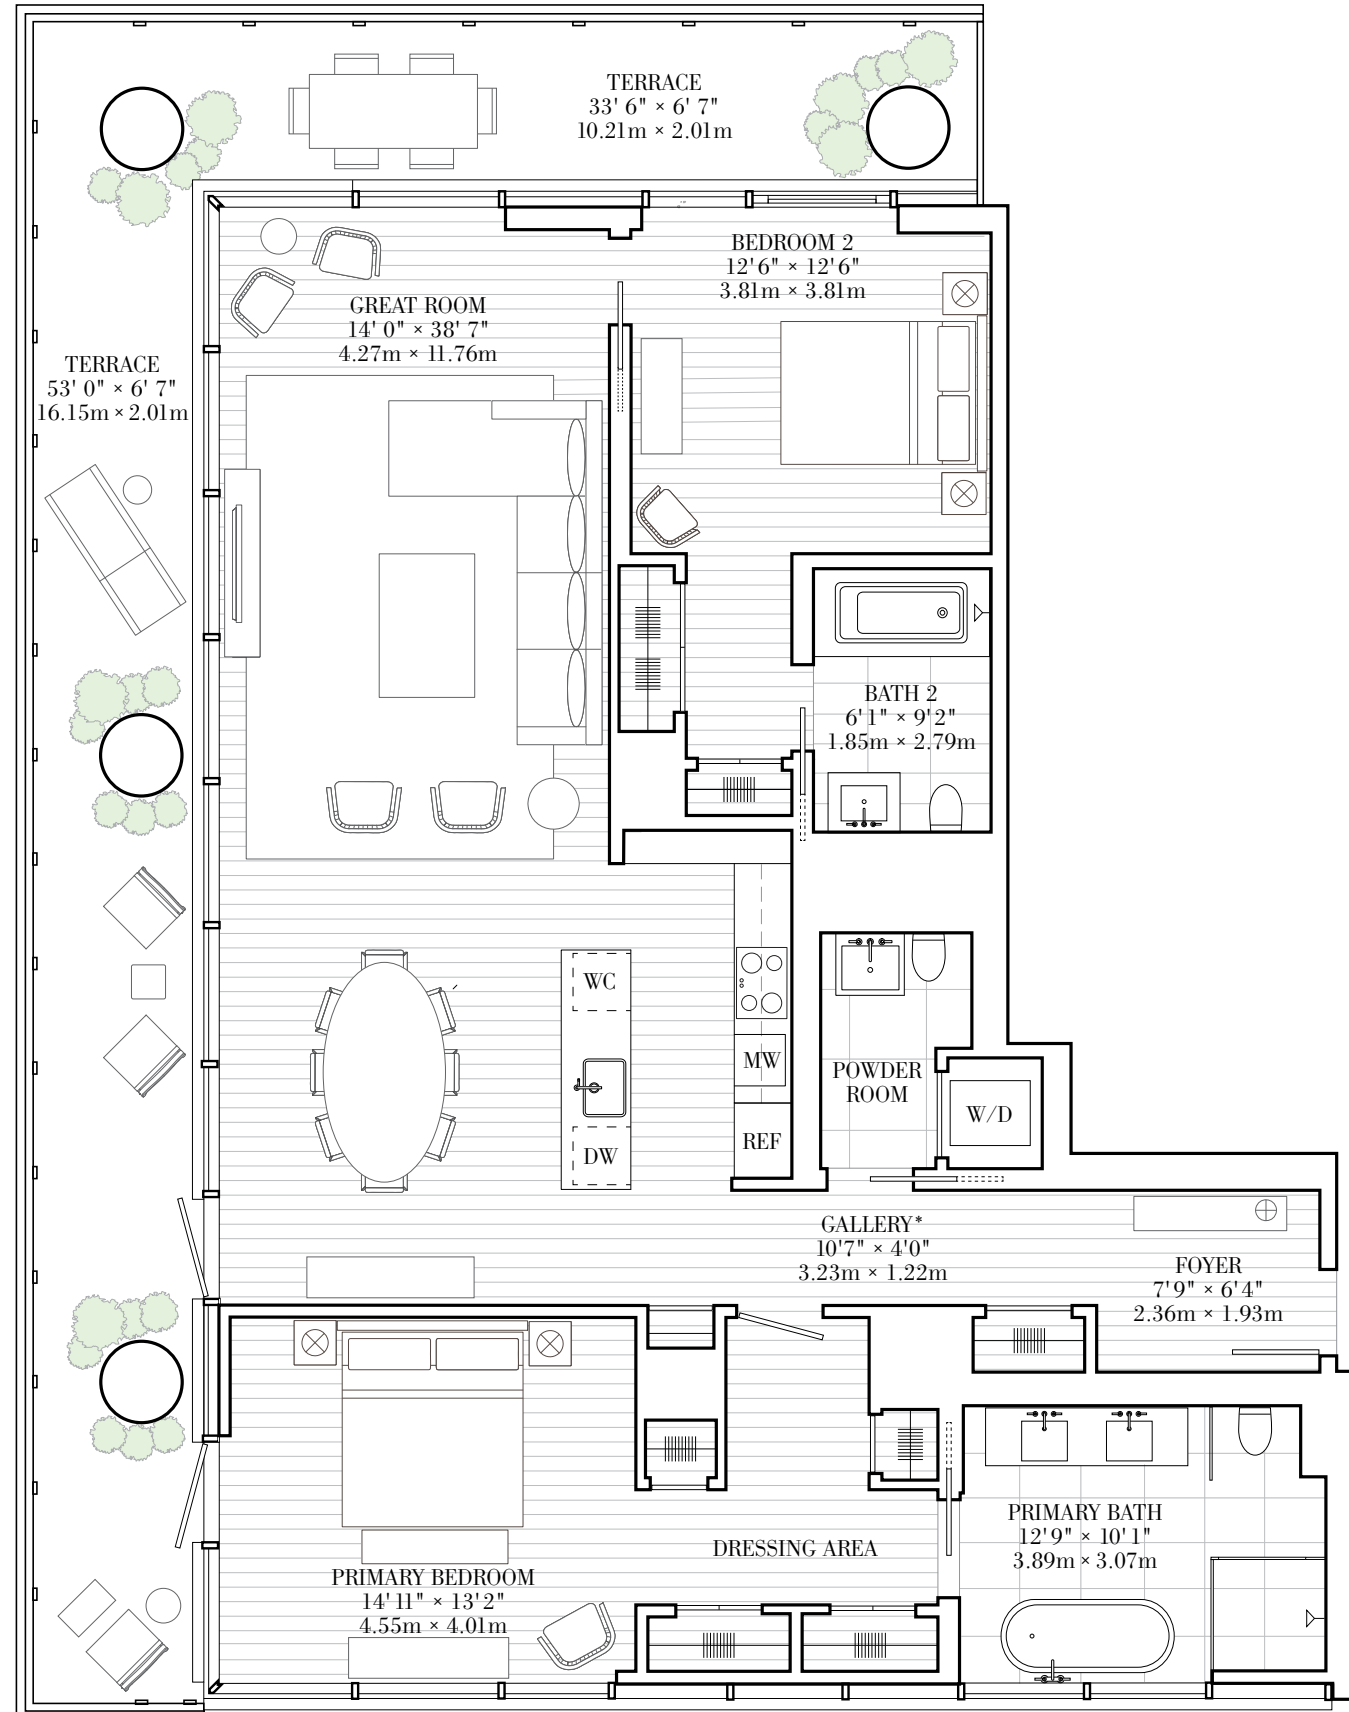 TERRACE
33' 6" × 6' 7"
10.21m × 2.01m
BEDROOM 2
12'6" × 12'6"
3.81m × 3.81m
GREAT ROOM
14' 0" × 38' 7"
4.27m × 11.76m
TERRACE
53' 0" × 6' 7"
16.15m × 2.01m
BATH 2
6'1" × 9'2"
1.85m × 2.79m
WC
MW
POWDER
ROOM
W/D
REF
DW
GALLERY*
10'7" × 4'0"
3.23m × 1.22m
FOYER
7'9" × 6'4"
2.36m × 1.93m
PRIMARY BATH
12'9" × 10'1"
3.89m × 3.07m
DRESSING AREA
PRIMARY BEDROOM
14'11" × 13'2"
4.55m × 4.01m